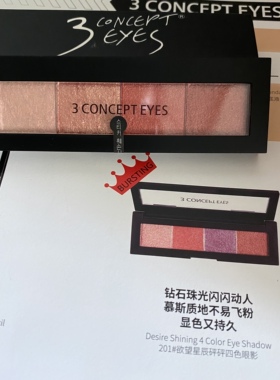 3 CONCEPT EYES
3
CONCEPT
EYES
3 CONCEPT EYES
BURSTING
3 CONCEPT EYES
钻石珠光闪闪动人
慕斯质地不易飞粉
显色又持久
Desire Shining 4 Color Eye Shadow
201#欲望星辰砰砰四色眼影